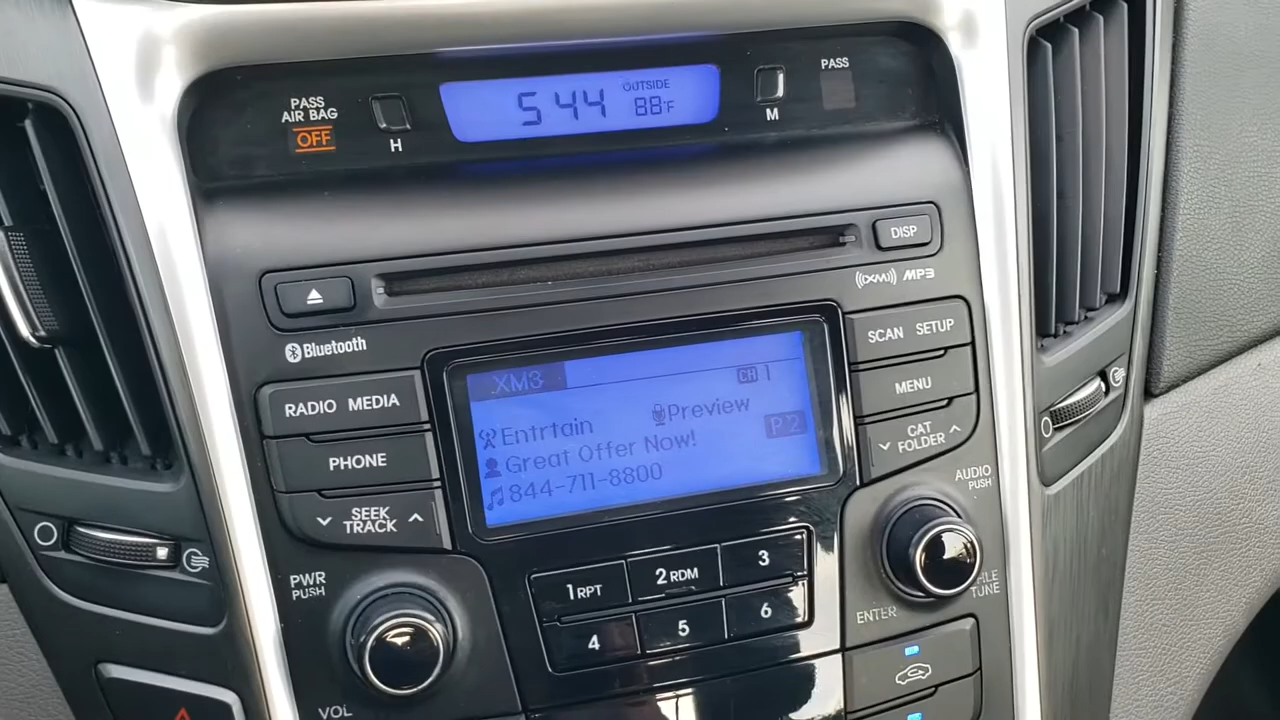 PASS
AIR BAG
OFF
H
5 44
OUTSIDE
88°F
M
PASS
DISP
((XM)) MP3
Bluetooth
SCAN SETUP
RADIO MEDIA
XM3
CH 1
MENU
Entrtain
Preview
P2
CAT
FOLDER
PHONE
Great Offer Now!
844-711-8800
SEEK
TRACK
AUDIO
PUSH
1 RPT
2 RDM
3
4
5
6
PWR
PUSH
VOL
TUNE
ENTER